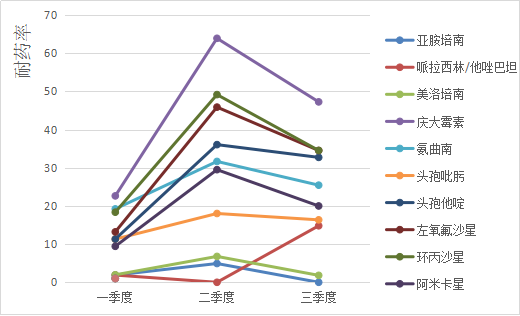 耐药率
70
60
50
40
30
20
10
0
一季度 二季度 三季度
亚胺培南
哌拉西林/他唑巴坦
美洛培南
庆大霉素
氨曲南
头孢吡肟
头孢他啶
左氧氟沙星
环丙沙星
阿米卡星